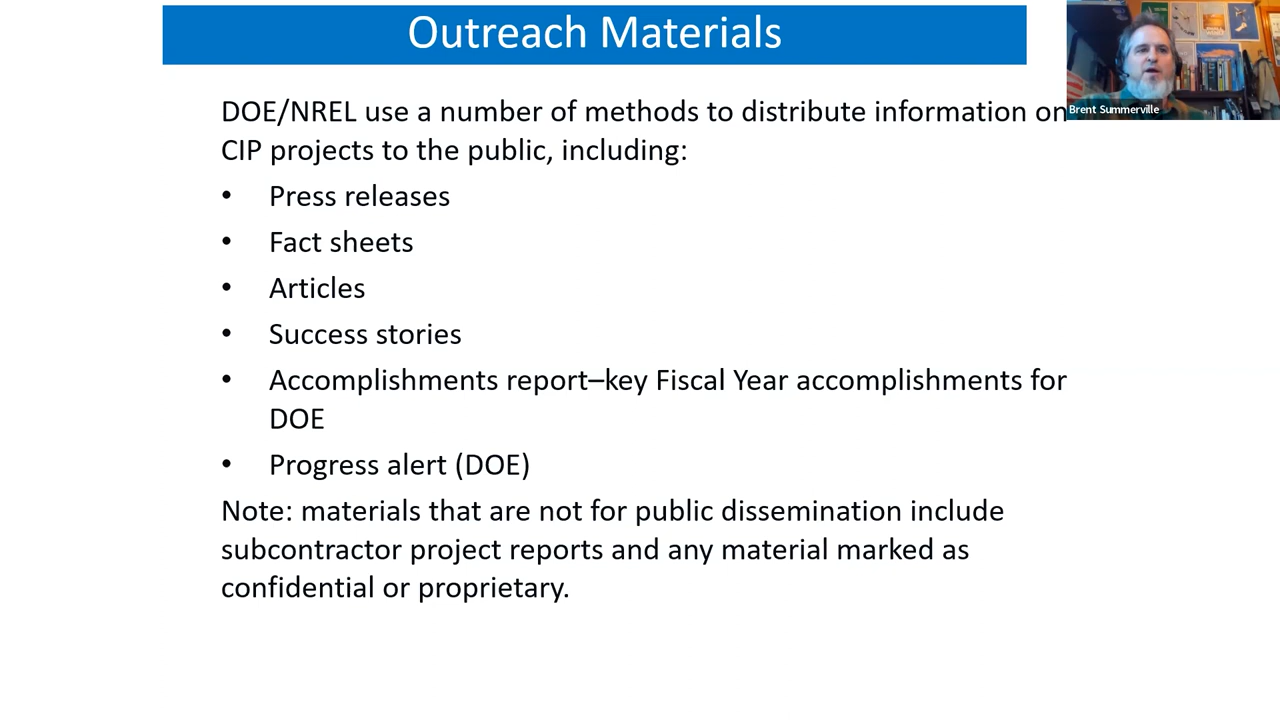 Outreach Materials
DOE/NREL use a number of methods to distribute information on
CIP projects to the public, including:
• Press releases
• Fact sheets
• Articles
• Success stories
• Accomplishments report–key Fiscal Year accomplishments for
DOE
• Progress alert (DOE)
Note: materials that are not for public dissemination include
subcontractor project reports and any material marked as
confidential or proprietary.
Brent Summerville